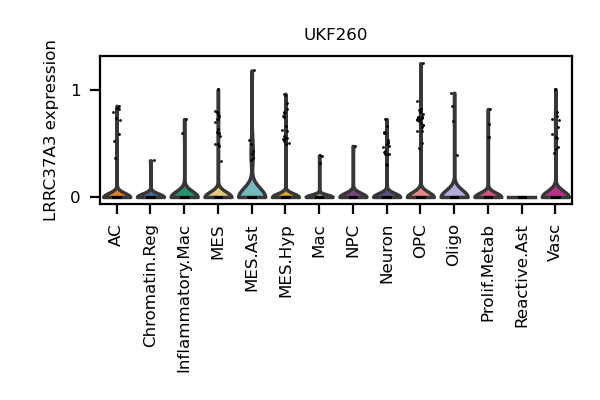 UKF260
LRRC37A3 expression
1
0
AC
Chromatin.Reg
Inflammatory.Mac
MES
MES.Ast
MES.Hyp
Mac
NPC
Neuron
OPC
Oligo
Prolif.Metab
Reactive.Ast
Vasc